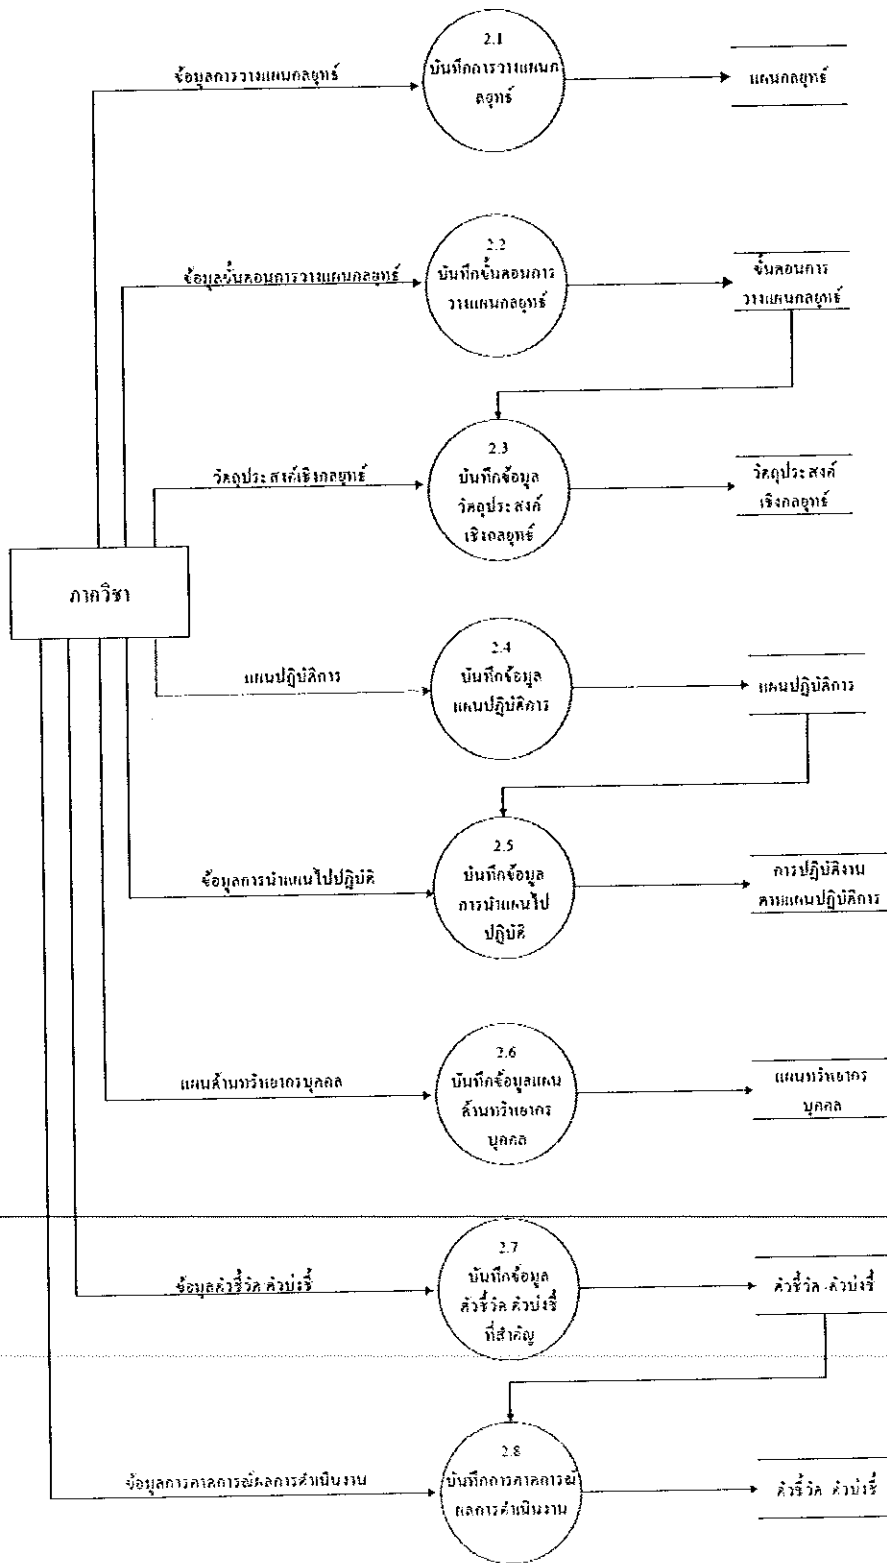 2.1
ข้อมูลการวางแผนกลยุทธ์
บันทึกการวางแผนก
ลยุทธ์
แผนกลยุทธ์
2.2
ข้อมูลขั้นตอนการวางแผนกลยุทธ์
บันทึกขั้นตอนการ
วางแผนกลยุทธ์
ขั้นตอนการ
วางแผนกลยุทธ์
2.3
วัตถุประสงค์เชิงกลยุทธ์
บันทึกข้อมูล
วัตถุประสงค์
เชิงกลยุทธ์
วัตถุประสงค์
เชิงกลยุทธ์
ภาควิชา
2.4
แผนปฏิบัติการ
บันทึกข้อมูล
แผนปฏิบัติการ
แผนปฏิบัติการ
2.5
ข้อมูลการนำแผนไปปฏิบัติ
บันทึกข้อมูล
การนำแผนไป
ปฏิบัติ
การปฏิบัติงาน
ตามแผนปฏิบัติการ
2.6
แผนด้านทรัพยากรบุคคล
บันทึกข้อมูลแผน
ด้านทรัพยากร
บุคคล
แผนทรัพยากร
บุคคล
2.7
ข้อมูลตัวชี้วัด ตัวบ่งชี้
บันทึกข้อมูล
ตัวชี้วัด ตัวบ่งชี้
ที่สำคัญ
ตัวชี้วัด -ตัวบ่งชี้
2.8
ข้อมูลการคาดการณ์ผลการดำเนินงาน
บันทึกการคาดการณ์
ผลการดำเนินงาน
ตัวชี้วัด ตัวบ่งชี้